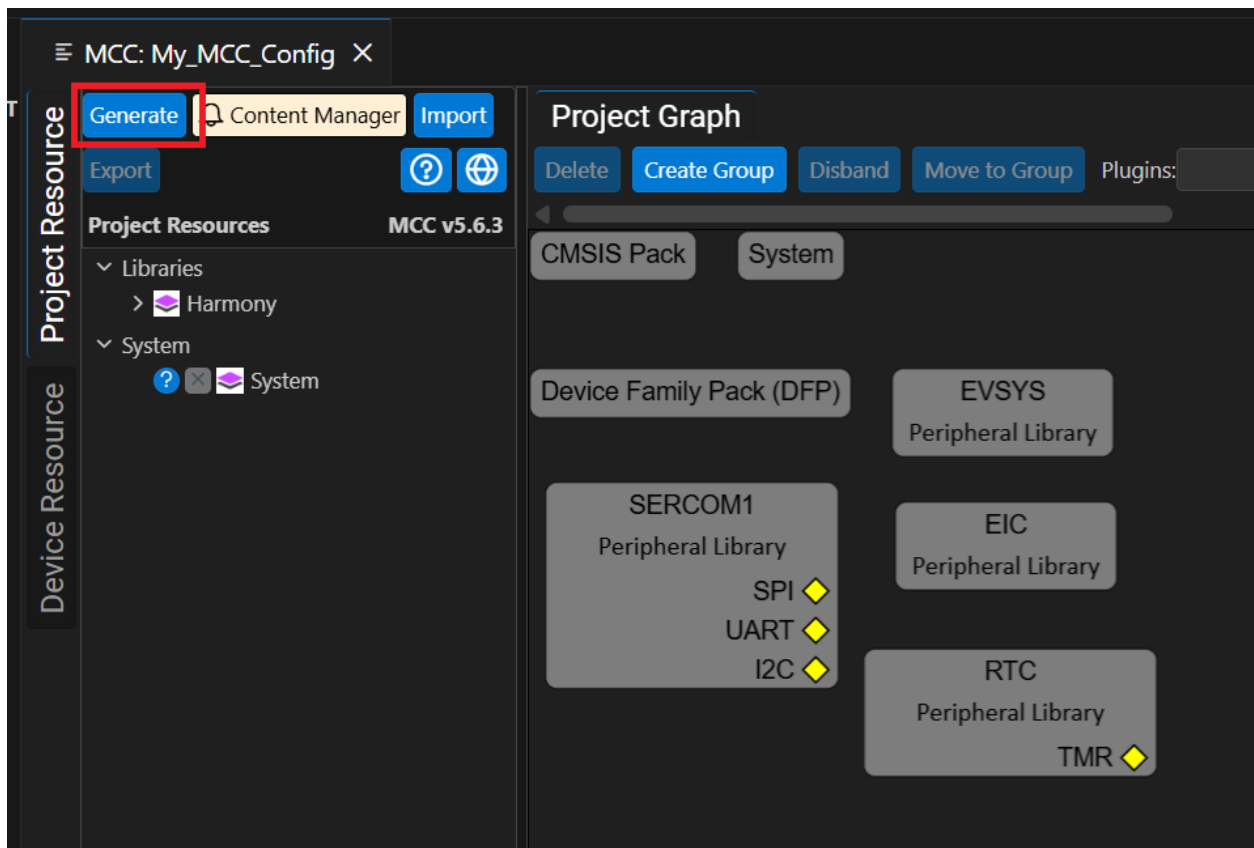 MCC: My_MCC_Config
T
Project Resource
Device Resource
Generate
Content Manager
Import
Export
Project Resources MCC v5.6.3
Libraries
Harmony
System
System
Project Graph
Delete Create Group Disband Move to Group Plugins:
CMSIS Pack System
Device Family Pack (DFP)
EVSYS
Peripheral Library
SERCOM1
Peripheral Library
SPI
UART
I2C
EIC
Peripheral Library
RTC
Peripheral Library
TMR